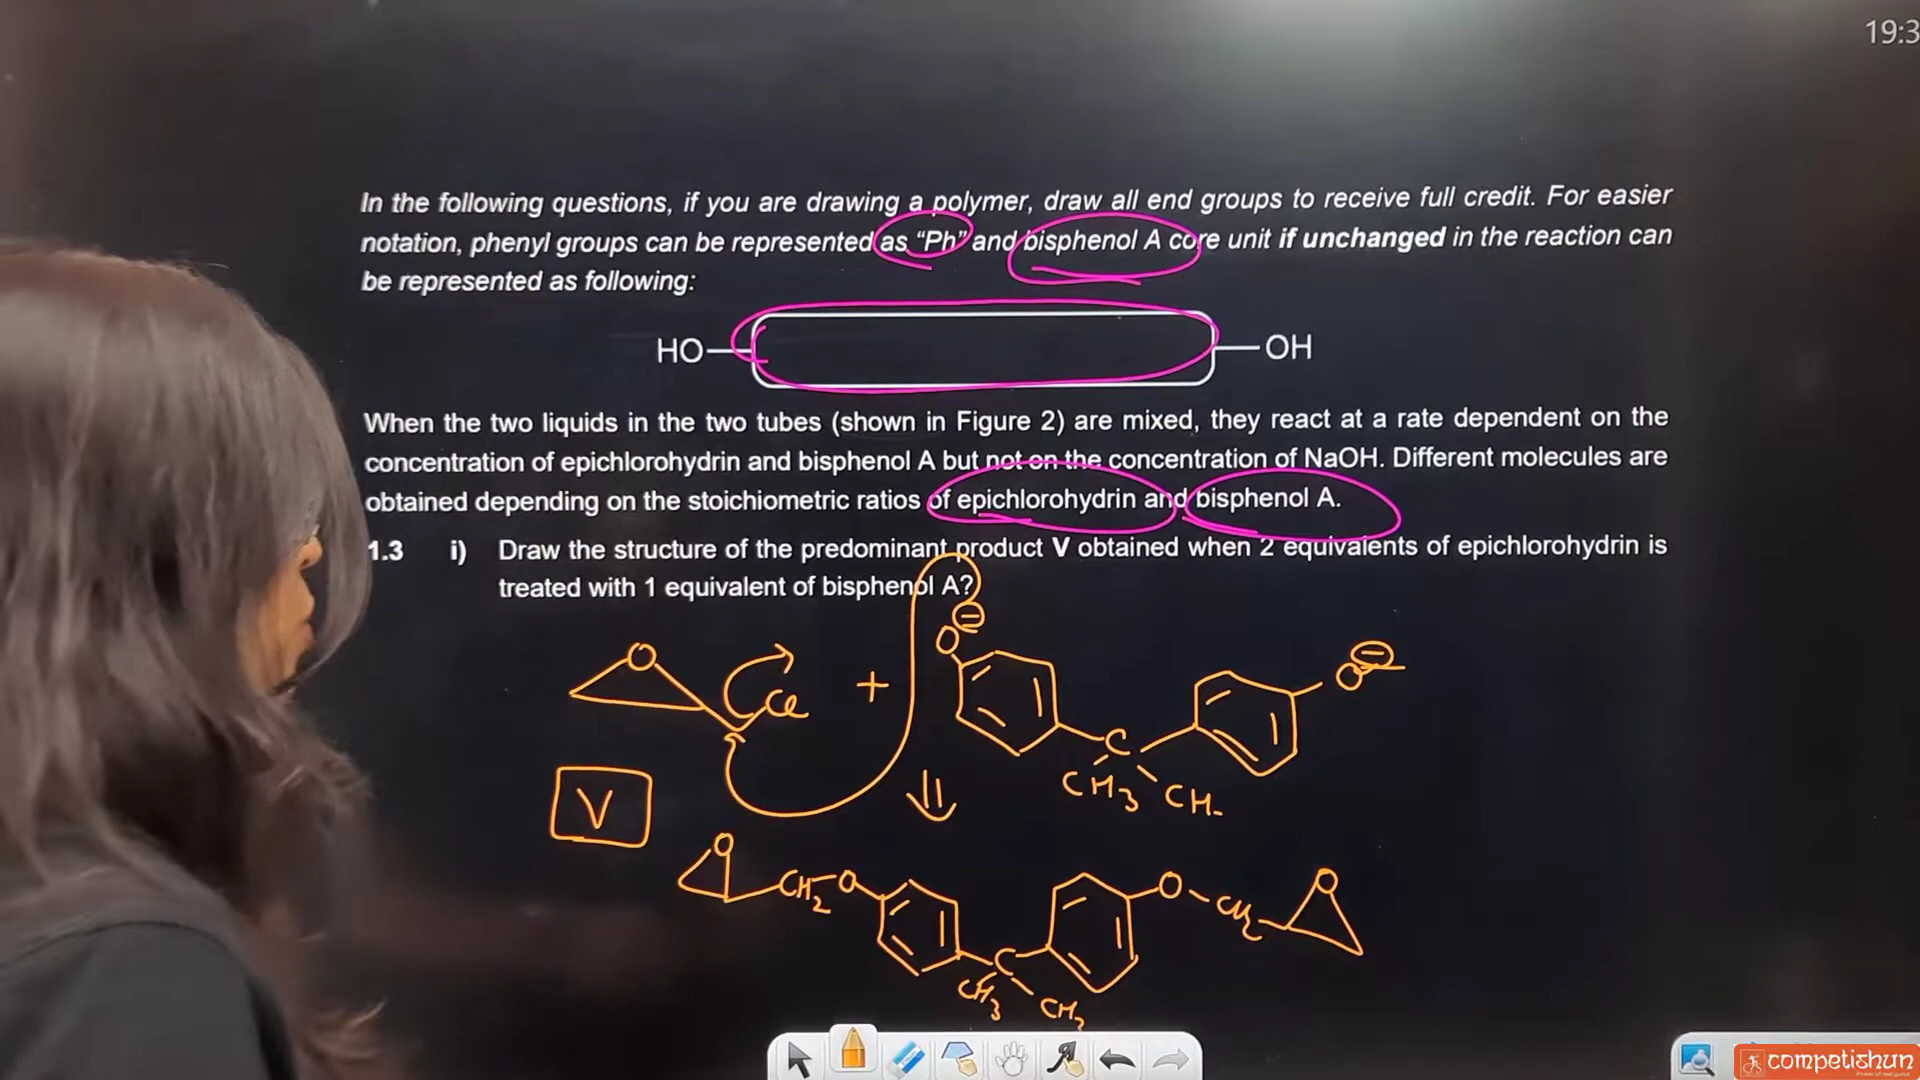 19:3
In the following questions, if you are drawing a polymer, draw all end groups to receive full credit. For easier
notation, phenyl groups can be represented as “Ph” and bisphenol A core unit if unchanged in the reaction can
be represented as following:
HO OH
When the two liquids in the two tubes (shown in Figure 2) are mixed, they react at a rate dependent on the
concentration of epichlorohydrin and bisphenol A but not on the concentration of NaOH. Different molecules are
obtained depending on the stoichiometric ratios of epichlorohydrin and bisphenol A.
1.3 i) Draw the structure of the predominant product V obtained when 2 equivalents of epichlorohydrin is
treated with 1 equivalent of bisphenol A?
O Cl + O⊖ O⊖
C
CH3 CH
V
O CH2 O O CH2 O
C
CH3 CH3
competishun